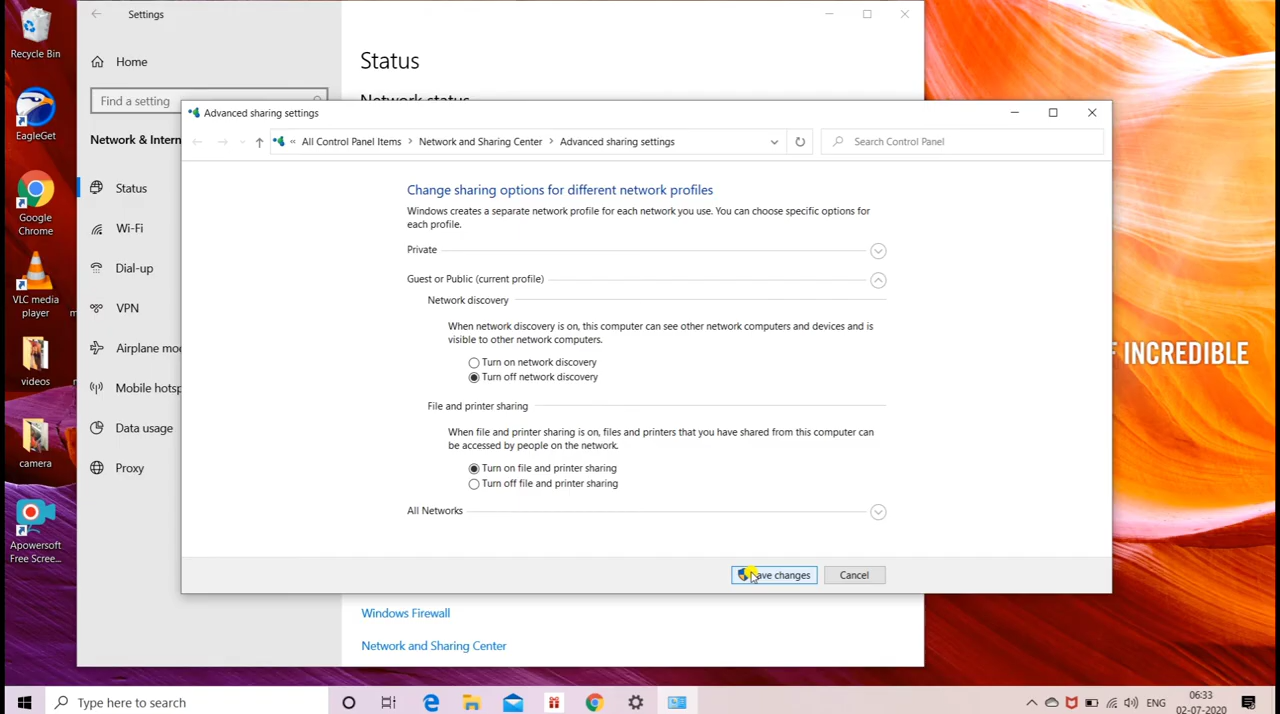 Recycle Bin
EagleGet
Google
Chrome
VLC media
player
videos
camera
Apowersoft
Free Scree...
Settings
Home
Find a setting
Network & Intern
Status
Wi-Fi
Dial-up
VPN
Airplane mo
Mobile hotsp
Data usage
Proxy
Status
Network status
Advanced sharing settings
« All Control Panel Items > Network and Sharing Center > Advanced sharing settings
Search Control Panel
Change sharing options for different network profiles
Windows creates a separate network profile for each network you use. You can choose specific options for
each profile.
Private
Guest or Public (current profile)
Network discovery
When network discovery is on, this computer can see other network computers and devices and is
visible to other network computers.
Turn on network discovery
Turn off network discovery
File and printer sharing
When file and printer sharing is on, files and printers that you have shared from this computer can
be accessed by people on the network.
Turn on file and printer sharing
Turn off file and printer sharing
All Networks
ave changes
Cancel
Windows Firewall
Network and Sharing Center
INCREDIBLE
Type here to search
ENG
06:33
02-07-2020